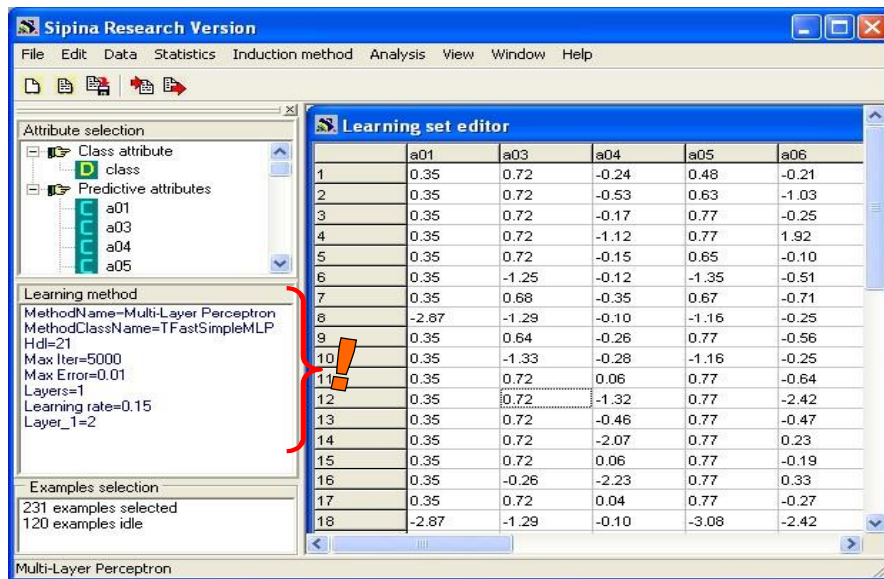 Sipina Research Version
File Edit Data Statistics Induction method Analysis View Window Help
Attribute selection
Class attribute
D class
Predictive attributes
C a01
C a03
C a04
C a05
Learning method
MethodName=Multi-Layer Perceptron
MethodClassName=TFastSimpleMLP
Hdl=21
Max Iter=5000
Max Error=0.01
Layers=1
Learning rate=0.15
Layer_1=2
Examples selection
231 examples selected
120 examples idle
Learning set editor
a01 a03 a04 a05 a06
1 0.35 0.72 -0.24 0.48 -0.21
2 0.35 0.72 -0.53 0.63 -1.03
3 0.35 0.72 -0.17 0.77 -0.25
4 0.35 0.72 -1.12 0.77 1.92
5 0.35 0.72 -0.15 0.65 -0.10
6 0.35 -1.25 -0.12 -1.35 -0.51
7 0.35 0.68 -0.35 0.67 -0.71
8 -2.87 -1.29 -0.10 -1.16 -0.25
9 0.35 0.64 -0.26 0.77 -0.56
10 0.35 -1.33 -0.28 -1.16 -0.25
11 0.35 0.72 0.06 0.77 -0.64
12 0.35 0.72 -1.32 0.77 -2.42
13 0.35 0.72 -0.46 0.77 -0.47
14 0.35 0.72 -2.07 0.77 0.23
15 0.35 0.72 0.06 0.77 -0.19
16 0.35 -0.26 -2.23 0.77 0.33
17 0.35 0.72 0.04 0.77 -0.27
18 -2.87 -1.29 -0.10 -3.08 -2.42
!
Multi-Layer Perceptron